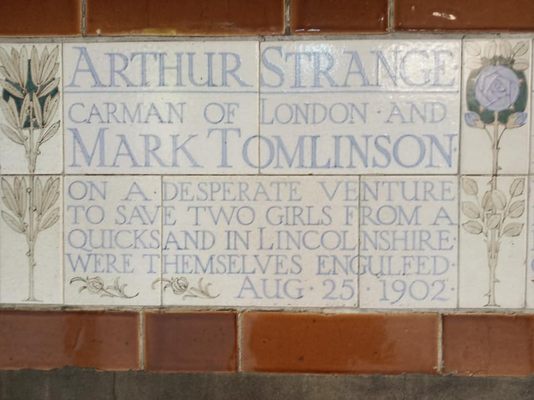 ARTHUR STRANGE
CARMAN OF LONDON · AND
MARK TOMLINSON ·
ON · A · DESPERATE VENTURE
TO SAVE TWO GIRLS FROM A
QUICKSAND IN LINCOLNSHIRE ·
WERE THEMSELVES ENGULFED ·
AUG · 25 · 1902 ·